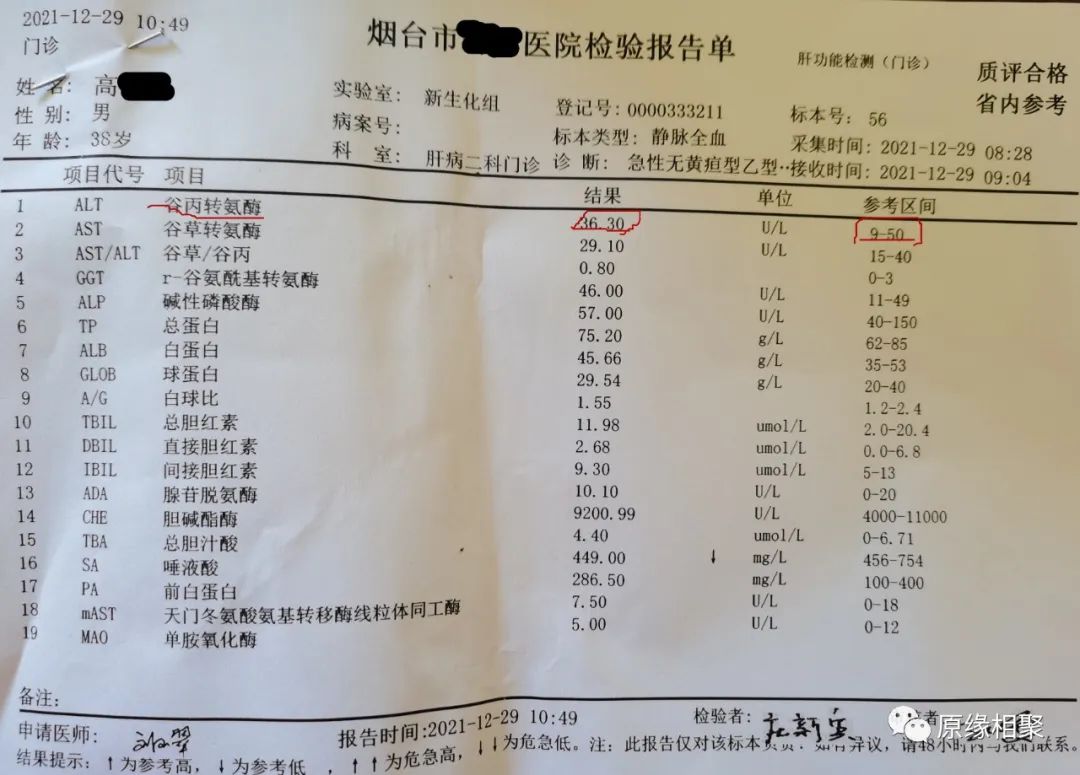 2021-12-29 10:49
门诊
烟台市 医院检验报告单
肝功能检测(门诊)
质评合格
省内参考
姓 名: 高
性 别: 男
年 龄: 38岁
实验室: 新生化组
病案号:
科 室: 肝病二科门诊
登记号: 0000333211
标本类型: 静脉全血
诊 断: 急性无黄疸型乙型··
标本号: 56
采集时间: 2021-12-29 08:28
接收时间: 2021-12-29 09:04
项目代号 项目 结果 单位 参考区间
1 ALT 谷丙转氨酶 36.30 U/L 9-50
2 AST 谷草转氨酶 29.10 U/L 15-40
3 AST/ALT 谷草/谷丙 0.80 0-3
4 GGT r-谷氨酰基转氨酶 46.00 U/L 11-49
5 ALP 碱性磷酸酶 57.00 U/L 40-150
6 TP 总蛋白 75.20 g/L 62-85
7 ALB 白蛋白 45.66 g/L 35-53
8 GLOB 球蛋白 29.54 g/L 20-40
9 A/G 白球比 1.55 1.2-2.4
10 TBIL 总胆红素 11.98 umol/L 2.0-20.4
11 DBIL 直接胆红素 2.68 umol/L 0.0-6.8
12 IBIL 间接胆红素 9.30 umol/L 5-13
13 ADA 腺苷脱氨酶 10.10 U/L 0-20
14 CHE 胆碱酯酶 9200.99 U/L 4000-11000
15 TBA 总胆汁酸 4.40 umol/L 0-6.71
16 SA 唾液酸 449.00 ↓ mg/L 456-754
17 PA 前白蛋白 286.50 mg/L 100-400
18 mAST 天门冬氨酸氨基转移酶线粒体同工酶 7.50 U/L 0-18
19 MAO 单胺氧化酶 5.00 U/L 0-12
备注:
申请医师:
报告时间:2021-12-29 10:49
检验者:
者:
原缘相聚
结果提示: ↑为参考高, ↓为参考低 , ↑↑为危急高, ↓↓为危急低。注: 此报告仅对该标本 异议, 请48小时内与我们联系。